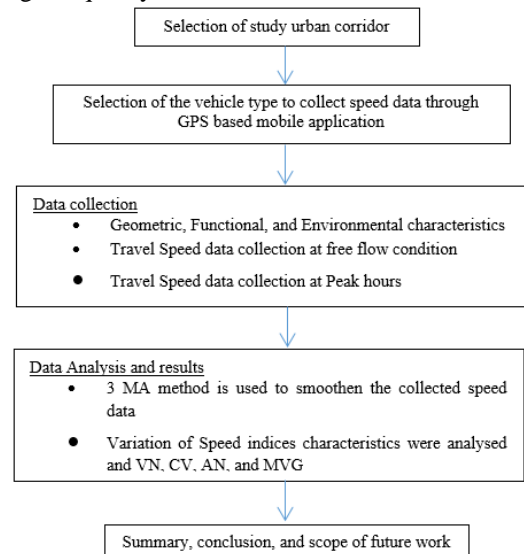 Selection of study urban corridor
Selection of the vehicle type to collect speed data through
GPS based mobile application
Data collection
• Geometric, Functional, and Environmental characteristics
• Travel Speed data collection at free flow condition
• Travel Speed data collection at Peak hours
Data Analysis and results
• 3 MA method is used to smoothen the collected speed
data
• Variation of Speed indices characteristics were analysed
and VN, CV, AN, and MVG
Summary, conclusion, and scope of future work